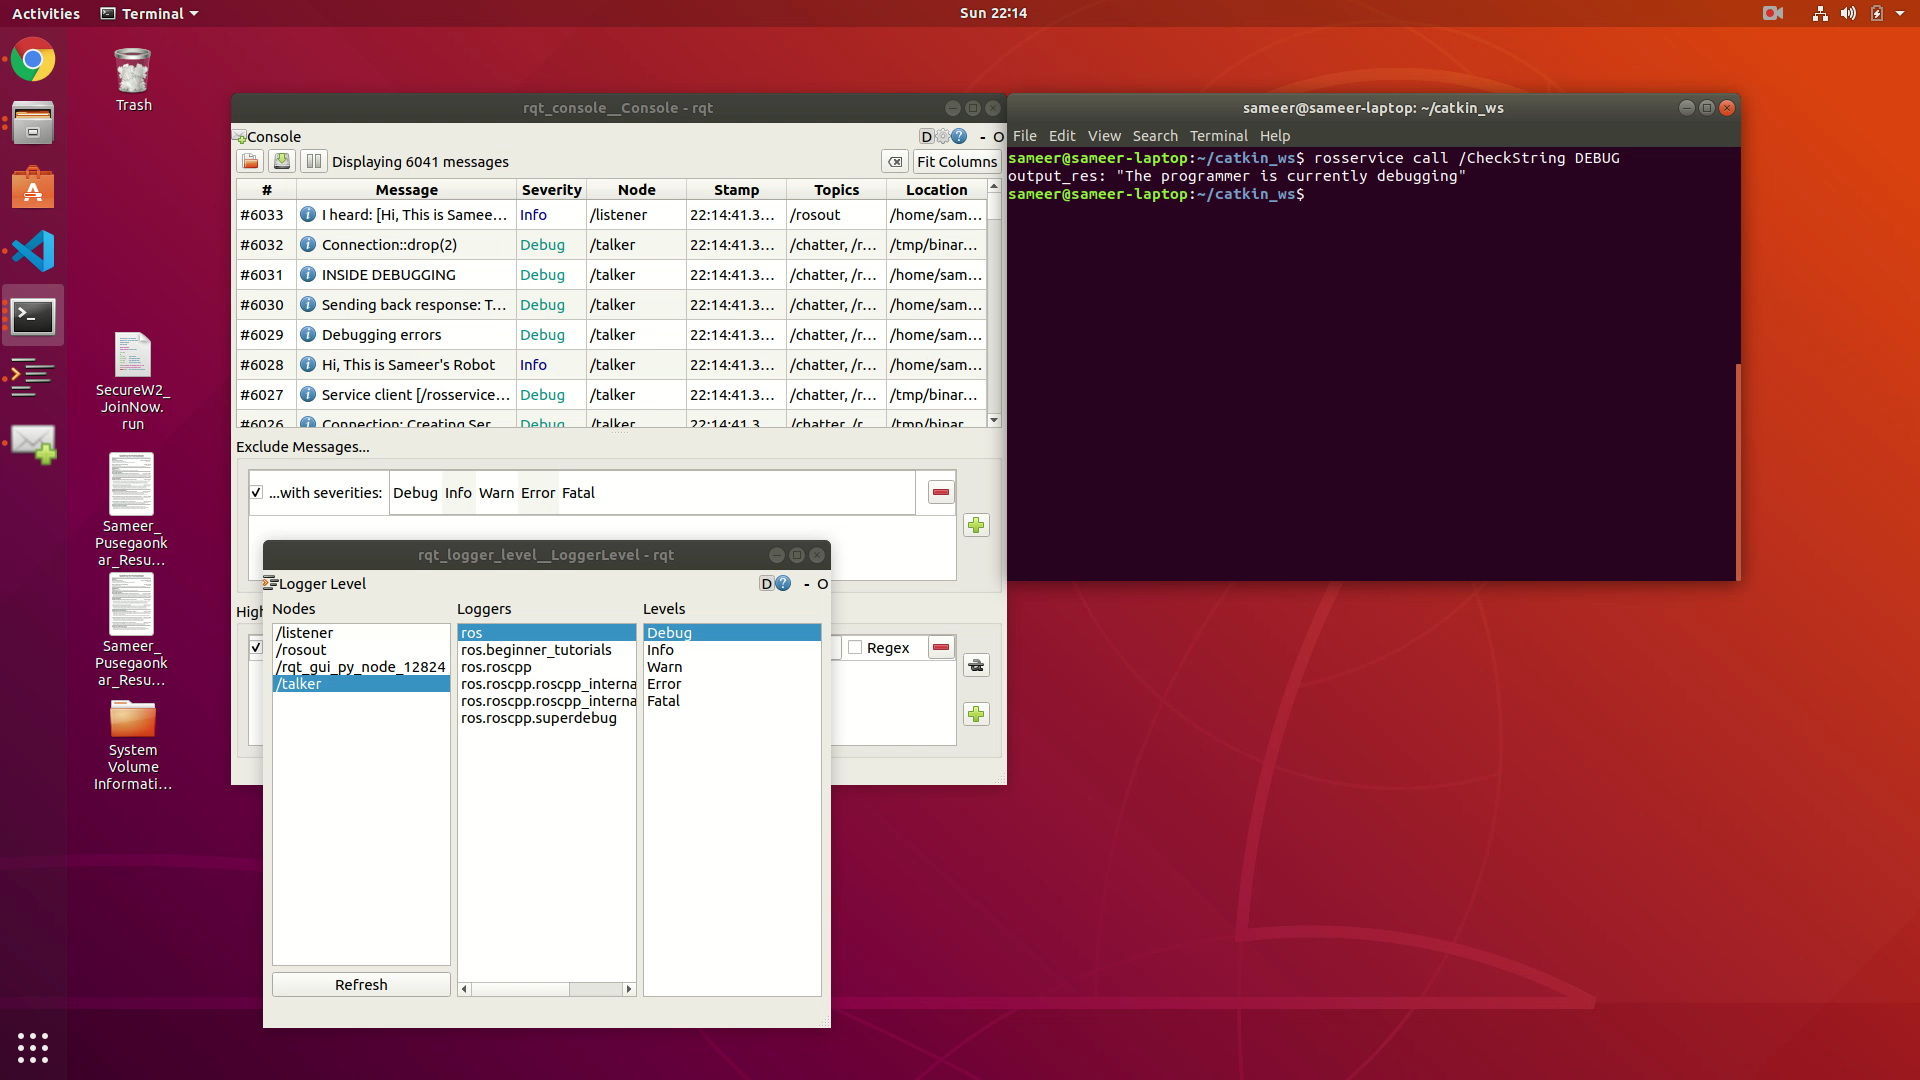 Activities
Terminal
Sun 22:14
Trash
SecureW2_
JoinNow.
run
Sameer_
Pusegaonk
ar_Resu...
Sameer_
Pusegaonk
ar_Resu...
System
Volume
Informati...
rqt_console__Console - rqt
Console
D
- O
Displaying 6041 messages
Fit Columns
# Message Severity Node Stamp Topics Location
#6033 I heard: [Hi, This is Samee... Info /listener 22:14:41.3... /rosout /home/sam...
#6032 Connection::drop(2) Debug /talker 22:14:41.3... /chatter, /r... /tmp/binar...
#6031 INSIDE DEBUGGING Debug /talker 22:14:41.3... /chatter, /r... /home/sam...
#6030 Sending back response: T... Debug /talker 22:14:41.3... /chatter, /r... /home/sam...
#6029 Debugging errors Debug /talker 22:14:41.3... /chatter, /r... /home/sam...
#6028 Hi, This is Sameer's Robot Info /talker 22:14:41.3... /chatter, /r... /home/sam...
#6027 Service client [/rosservice... Debug /talker 22:14:41.3... /chatter, /r... /tmp/binar...
#6026 Connection: Creating Ser Debug /talker 22:14:41.3 /chatter, /r /tmp/binar
Exclude Messages...
...with severities: Debug Info Warn Error Fatal
High
Regex
rqt_logger_level__LoggerLevel - rqt
Logger Level
D
- O
Nodes
/listener
/rosout
/rqt_gui_py_node_12824
/talker
Refresh
Loggers
ros
ros.beginner_tutorials
ros.roscpp
ros.roscpp.roscpp_interna
ros.roscpp.roscpp_interna
ros.roscpp.superdebug
Levels
Debug
Info
Warn
Error
Fatal
sameer@sameer-laptop: ~/catkin_ws
File Edit View Search Terminal Help
sameer@sameer-laptop:~/catkin_ws$ rosservice call /CheckString DEBUG
output_res: "The programmer is currently debugging"
sameer@sameer-laptop:~/catkin_ws$